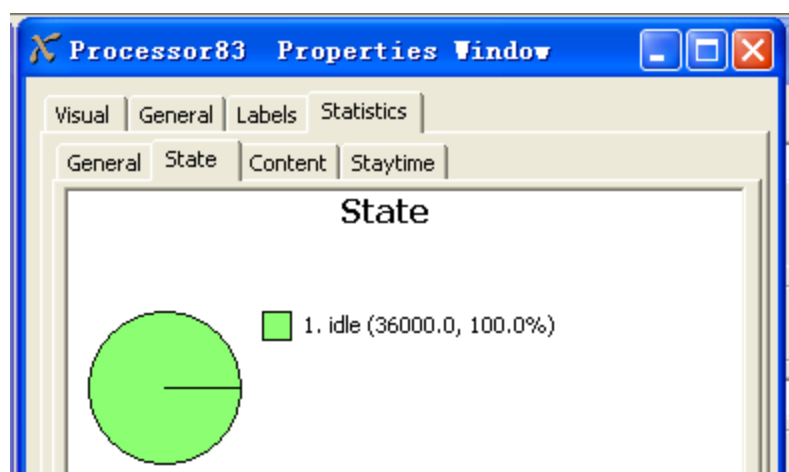 Processor83 Properties Window
Visual General Labels Statistics
General State Content Staytime
State
1. idle (36000.0, 100.0%)